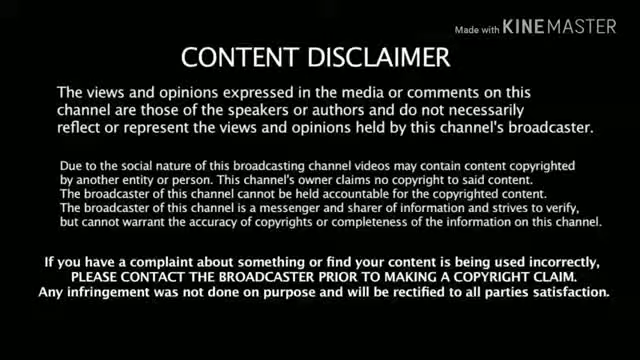 Made with KINEMASTER
CONTENT DISCLAIMER
The views and opinions expressed in the media or comments on this
channel are those of the speakers or authors and do not necessarily
reflect or represent the views and opinions held by this channel's broadcaster.
Due to the social nature of this broadcasting channel videos may contain content copyrighted
by another entity or person. This channel's owner claims no copyright to said content.
The broadcaster of this channel cannot be held accountable for the copyrighted content.
The broadcaster of this channel is a messenger and sharer of information and strives to verify,
but cannot warrant the accuracy of copyrights or completeness of the information on this channel.
If you have a complaint about something or find your content is being used incorrectly,
PLEASE CONTACT THE BROADCASTER PRIOR TO MAKING A COPYRIGHT CLAIM.
Any infringement was not done on purpose and will be rectified to all parties satisfaction.